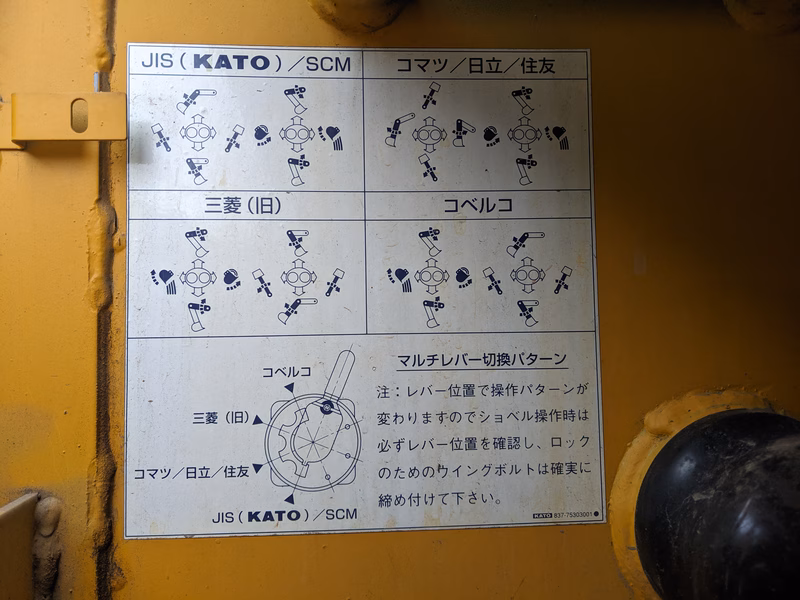 JIS(KATO)／SCM
コマツ／日立／住友
三菱(旧)
コベルコ
コベルコ
三菱(旧)
コマツ／日立／住友
JIS(KATO)／SCM
マルチレバー切換パターン
注：レバー位置で操作パターンが
変わりますのでショベル操作時は
必ずレバー位置を確認し、ロック
のためのウイングボルトは確実に
締め付けて下さい。
KATO 837-75303001